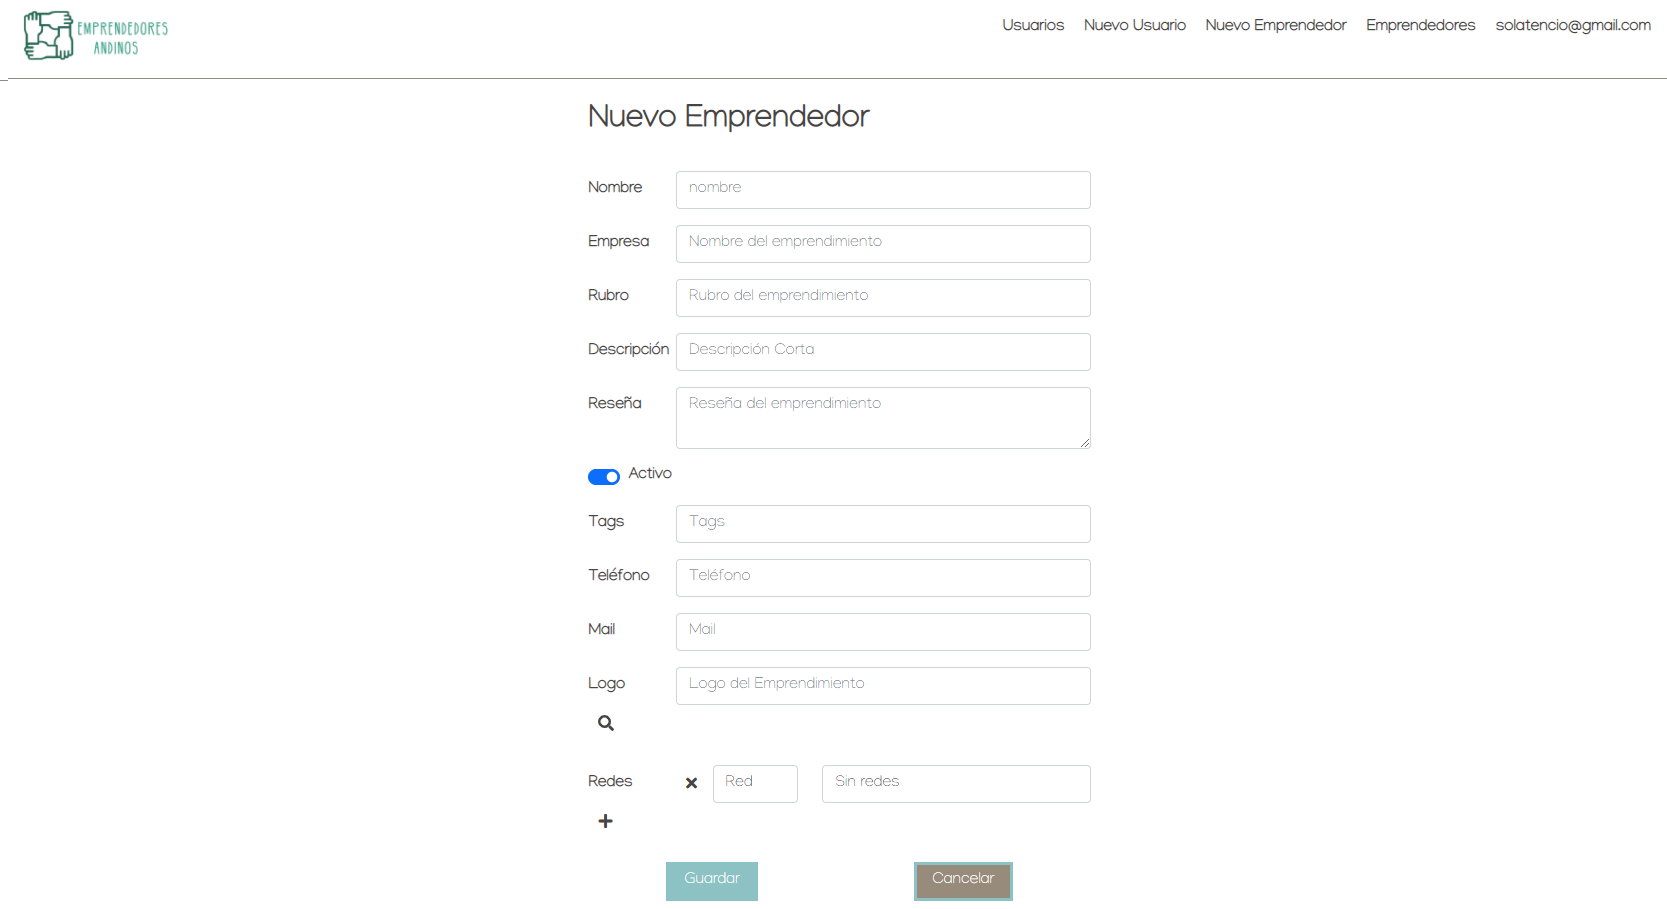 EMPRENDEDORES
ANDINOS
Usuarios Nuevo Usuario Nuevo Emprendedor Emprendedores solatencio@gmail.com
Nuevo Emprendedor
Nombre nombre
Empresa Nombre del emprendimiento
Rubro Rubro del emprendimiento
Descripción Descripción Corta
Reseña Reseña del emprendimiento
Activo
Tags Tags
Teléfono Teléfono
Mail Mail
Logo Logo del Emprendimiento
Redes Red Sin redes
Guardar Cancelar